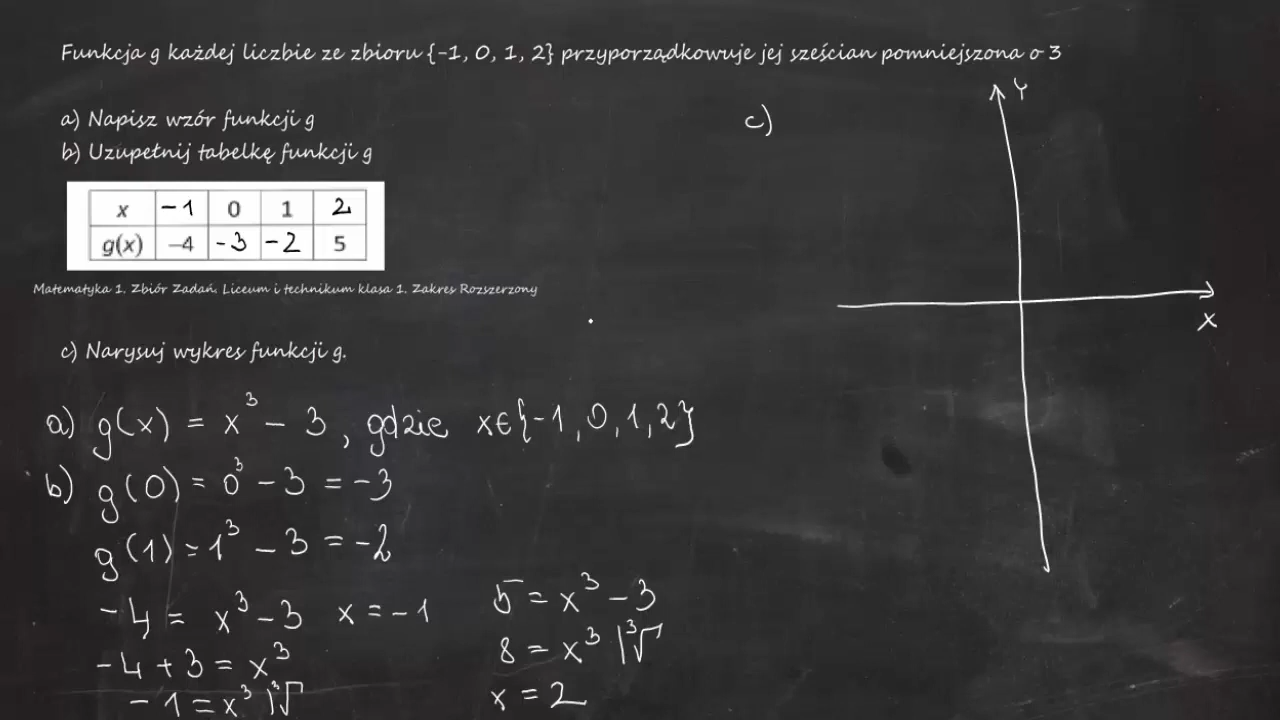 Funkcja g każdej liczbie ze zbioru {-1, 0, 1, 2} przyporządkowuje jej sześcian pomniejszona o 3
a) Napisz wzór funkcji g
b) Uzupełnij tabelkę funkcji g
x -1 0 1 2
g(x) -4 -3 -2 5
Matematyka 1. Zbiór Zadań. Liceum i technikum klasa 1. Zakres Rozszerzony
c) Narysuj wykres funkcji g.
a) g(x) = x³ - 3, gdzie x∈{-1, 0, 1, 2}
b) g(0) = 0³ - 3 = -3
g(1) = 1³ - 3 = -2
-4 = x³ - 3 x = -1
-4 + 3 = x³
-1 = x³ |³√
5 = x³ - 3
8 = x³ |³√
x = 2
c)
Y
X